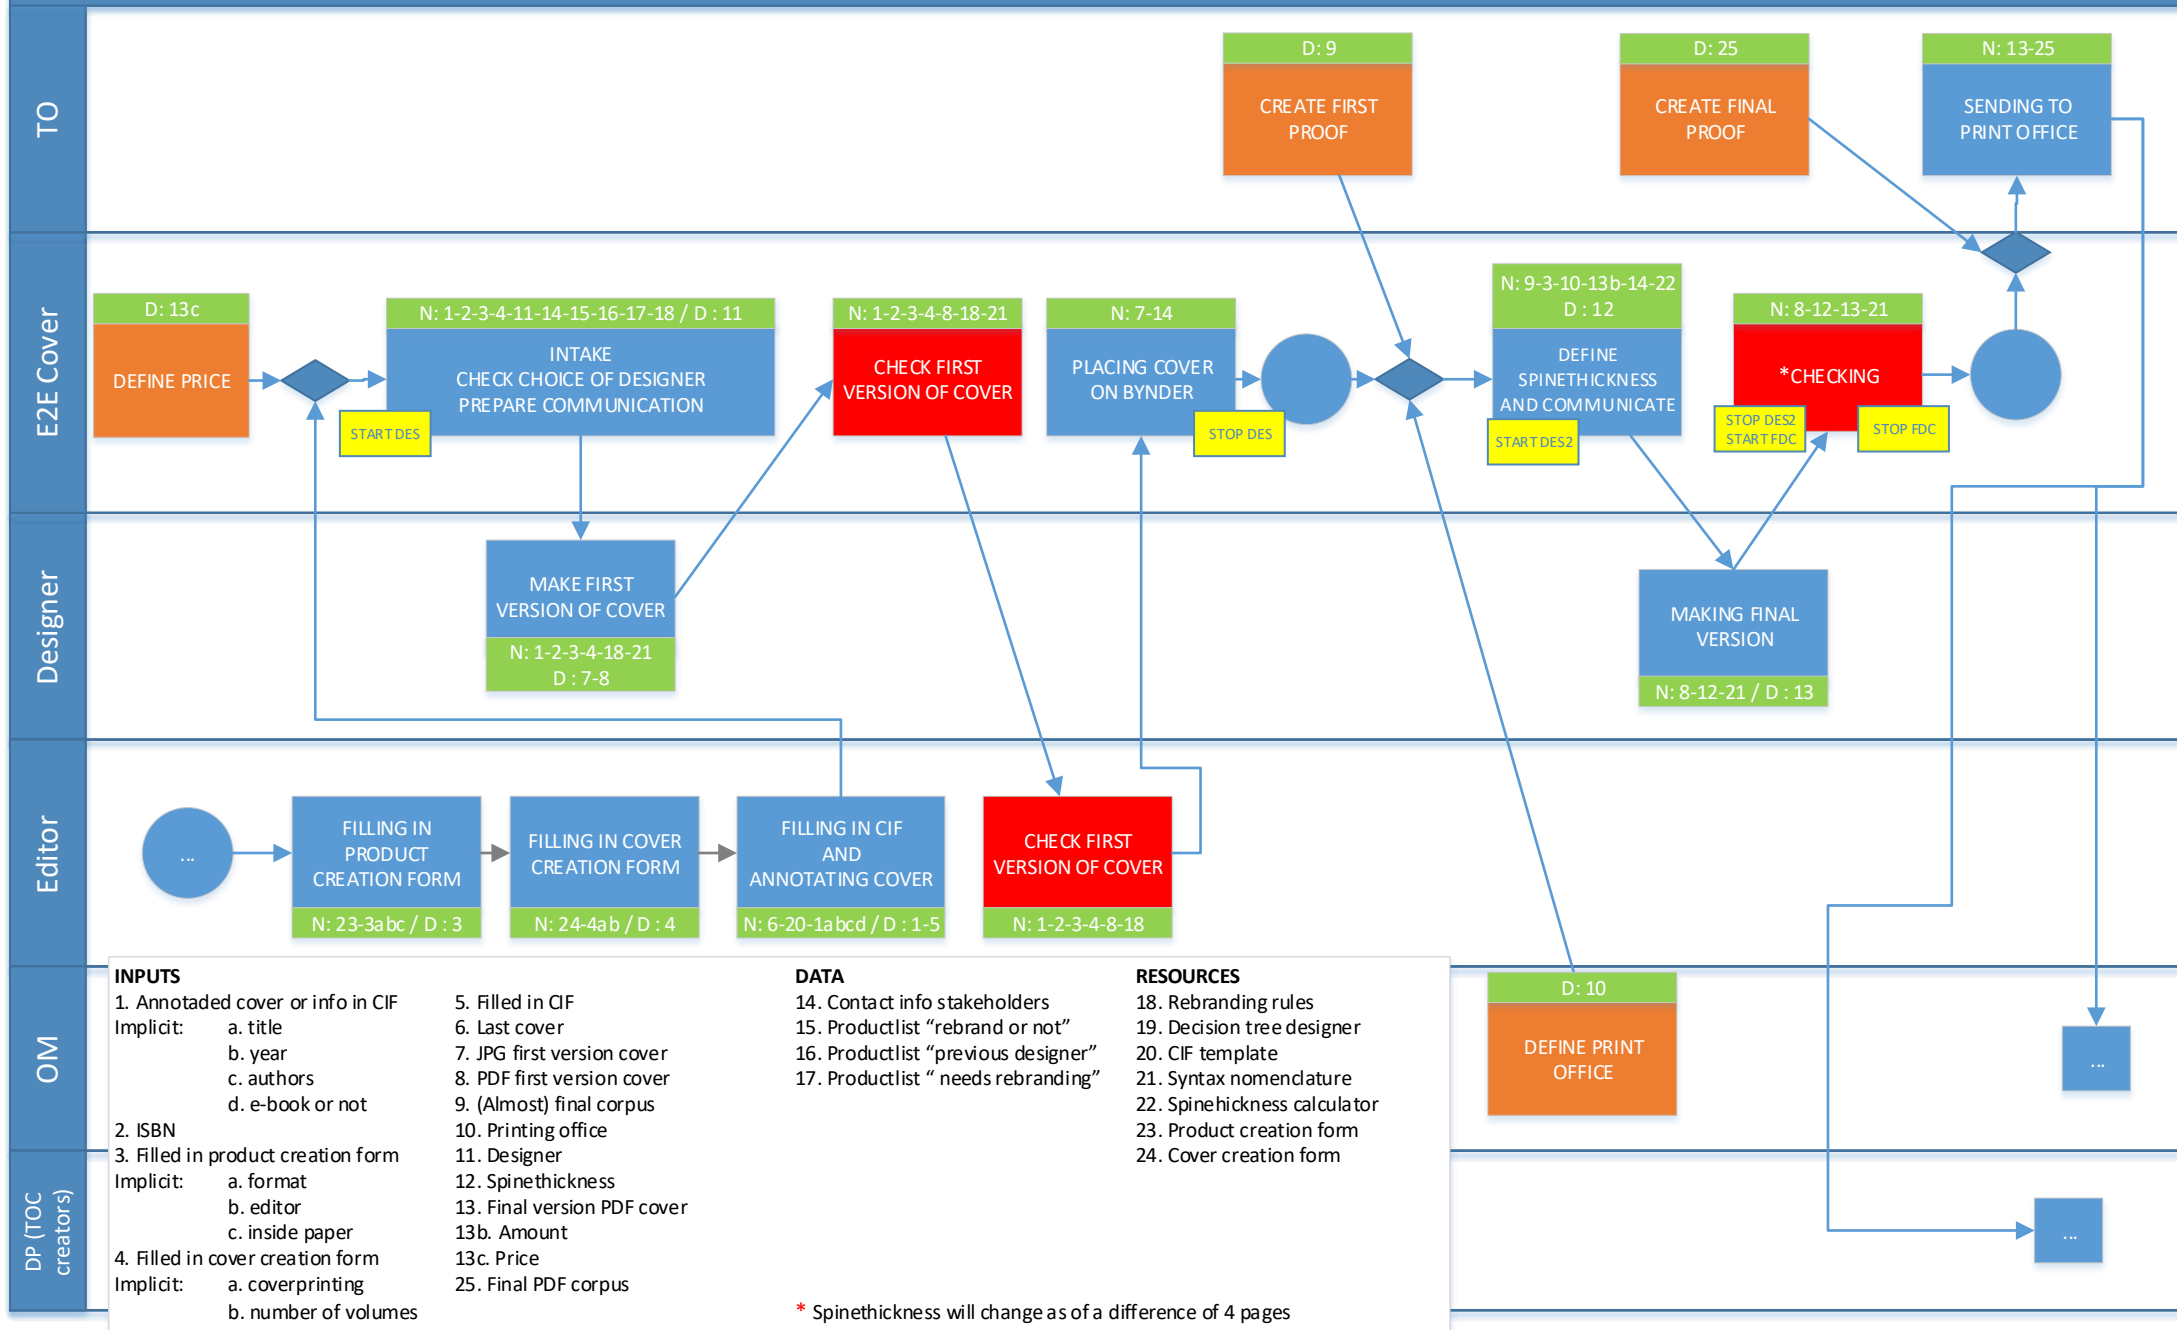 TO
D: 9
CREATE FIRST
PROOF
D: 25
CREATE FINAL
PROOF
N: 13-25
SENDING TO
PRINT OFFICE
E2E Cover
D: 13c
DEFINE PRICE
N: 1-2-3-4-11-14-15-16-17-18 / D : 11
INTAKE
CHECK CHOICE OF DESIGNER
PREPARE COMMUNICATION
START DES
N: 1-2-3-4-8-18-21
CHECK FIRST
VERSION OF COVER
N: 7-14
PLACING COVER
ON BYNDER
STOP DES
N: 9-3-10-13b-14-22
D : 12
DEFINE
SPINETHICKNESS
AND COMMUNICATE
START DES2
N: 8-12-13-21
*CHECKING
STOP DES2
START FDC
STOP FDC
Designer
MAKE FIRST
VERSION OF COVER
N: 1-2-3-4-18-21
D : 7-8
MAKING FINAL
VERSION
N: 8-12-21 / D : 13
Editor
...
FILLING IN
PRODUCT
CREATION FORM
N: 23-3abc / D : 3
FILLING IN COVER
CREATION FORM
N: 24-4ab / D : 4
FILLING IN CIF
AND
ANNOTATING COVER
N: 6-20-1abcd / D : 1-5
CHECK FIRST
VERSION OF COVER
N: 1-2-3-4-8-18
OM
D: 10
DEFINE PRINT
OFFICE
...
DP (TOC
creators)
...
INPUTS
1. Annotaded cover or info in CIF
Implicit: a. title
b. year
c. authors
d. e-book or not
2. ISBN
3. Filled in product creation form
Implicit: a. format
b. editor
c. inside paper
4. Filled in cover creation form
Implicit: a. coverprinting
b. number of volumes
5. Filled in CIF
6. Last cover
7. JPG first version cover
8. PDF first version cover
9. (Almost) final corpus
10. Printing office
11. Designer
12. Spinethickness
13. Final version PDF cover
13b. Amount
13c. Price
25. Final PDF corpus
DATA
14. Contact info stakeholders
15. Productlist “rebrand or not”
16. Productlist “previous designer”
17. Productlist “ needs rebranding”
RESOURCES
18. Rebranding rules
19. Decision tree designer
20. CIF template
21. Syntax nomenclature
22. Spinehickness calculator
23. Product creation form
24. Cover creation form
* Spinethickness will change as of a difference of 4 pages